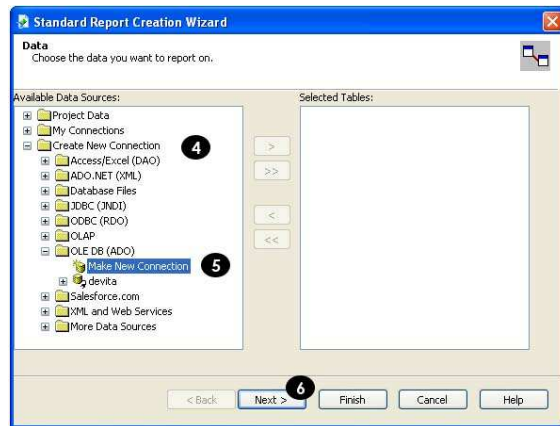 Standard Report Creation Wizard
Data
Choose the data you want to report on.
Available Data Sources:
Selected Tables:
Project Data
My Connections
Create New Connection
4
Access/Excel (DAO)
ADO.NET (XML)
Database Files
JDBC (JNDI)
ODBC (RDO)
OLAP
OLE DB (ADO)
Make New Connection
5
devita
Salesforce.com
XML and Web Services
More Data Sources
>
>>
<
<<
6
< Back
Next >
Finish
Cancel
Help